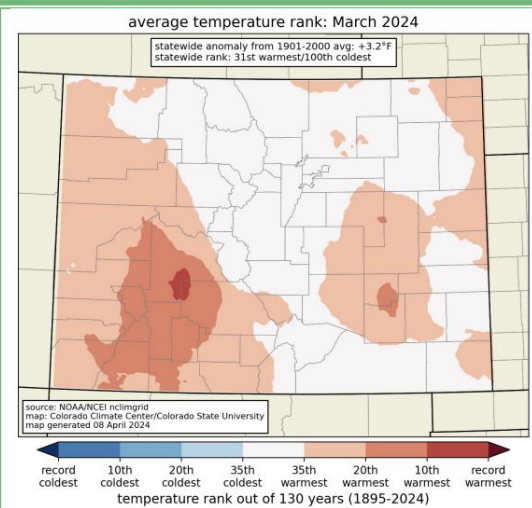 average temperature rank: March 2024
statewide anomaly from 1901-2000 avg: +3.2°F
statewide rank: 31st warmest/100th coldest
source: NOAA/NCEI nclimgrid
map: Colorado Climate Center/Colorado State University
map generated 08 April 2024
record coldest
10th coldest
20th coldest
35th coldest
35th warmest
20th warmest
10th warmest
record warmest
temperature rank out of 130 years (1895-2024)